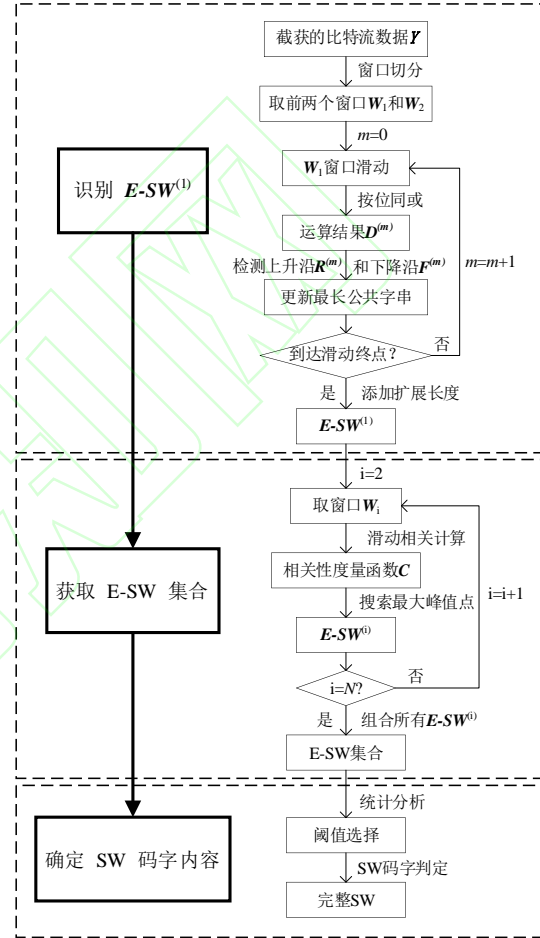 截获的比特流数据Y
窗口切分
取前两个窗口W₁和W₂
m=0
W₁窗口滑动
按位同或
识别 E-SW⁽¹⁾
运算结果D⁽ᵐ⁾
检测上升沿R⁽ᵐ⁾ 和下降沿F⁽ᵐ⁾
m=m+1
更新最长公共字串
到达滑动终点？
否
是 添加扩展长度
E-SW⁽¹⁾
i=2
取窗口Wᵢ
滑动相关计算
获取 E-SW 集合
相关性度量函数C
i=i+1
搜索最大峰值点
E-SW⁽ⁱ⁾
i=N?
否
是 组合所有E-SW⁽ⁱ⁾
E-SW集合
统计分析
确定 SW 码字内容
阈值选择
SW码字判定
完整SW